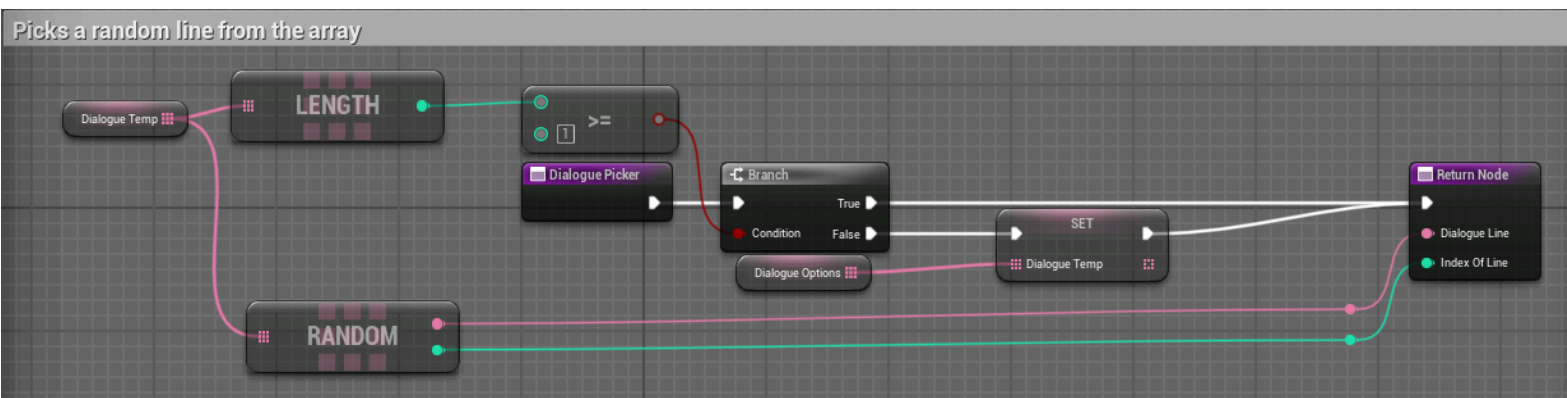 Picks a random line from the array
Dialogue Temp
LENGTH
>=
1
Dialogue Picker
Branch
True
Condition
False
Dialogue Options
SET
Dialogue Temp
Return Node
Dialogue Line
Index Of Line
RANDOM